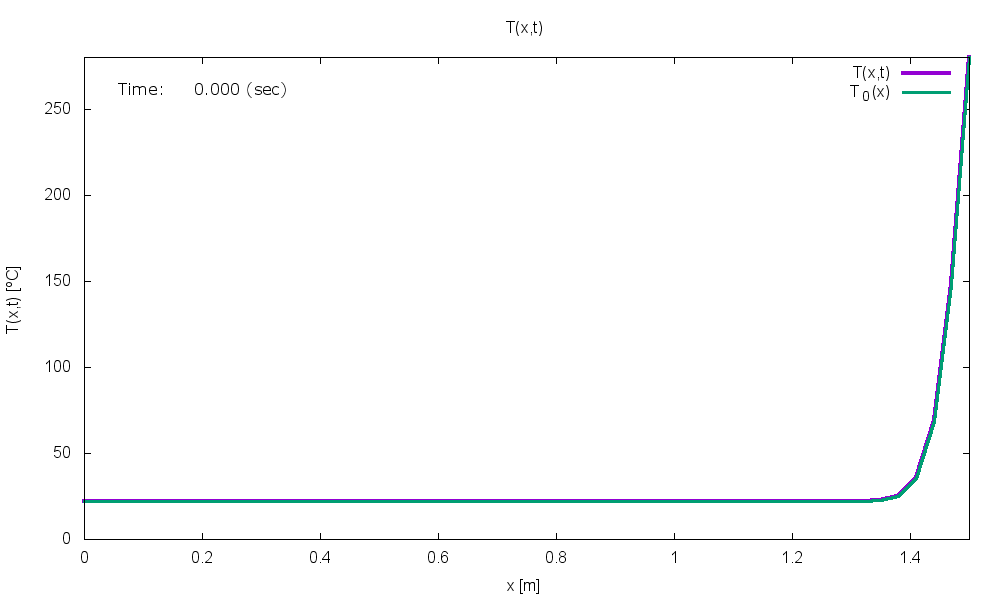 T(x,t)
Time: 0.000 (sec)
T(x,t)
T0(x)
250
200
150
100
50
0
T(x,t) [ºC]
0 0.2 0.4 0.6 0.8 1 1.2 1.4
x [m]